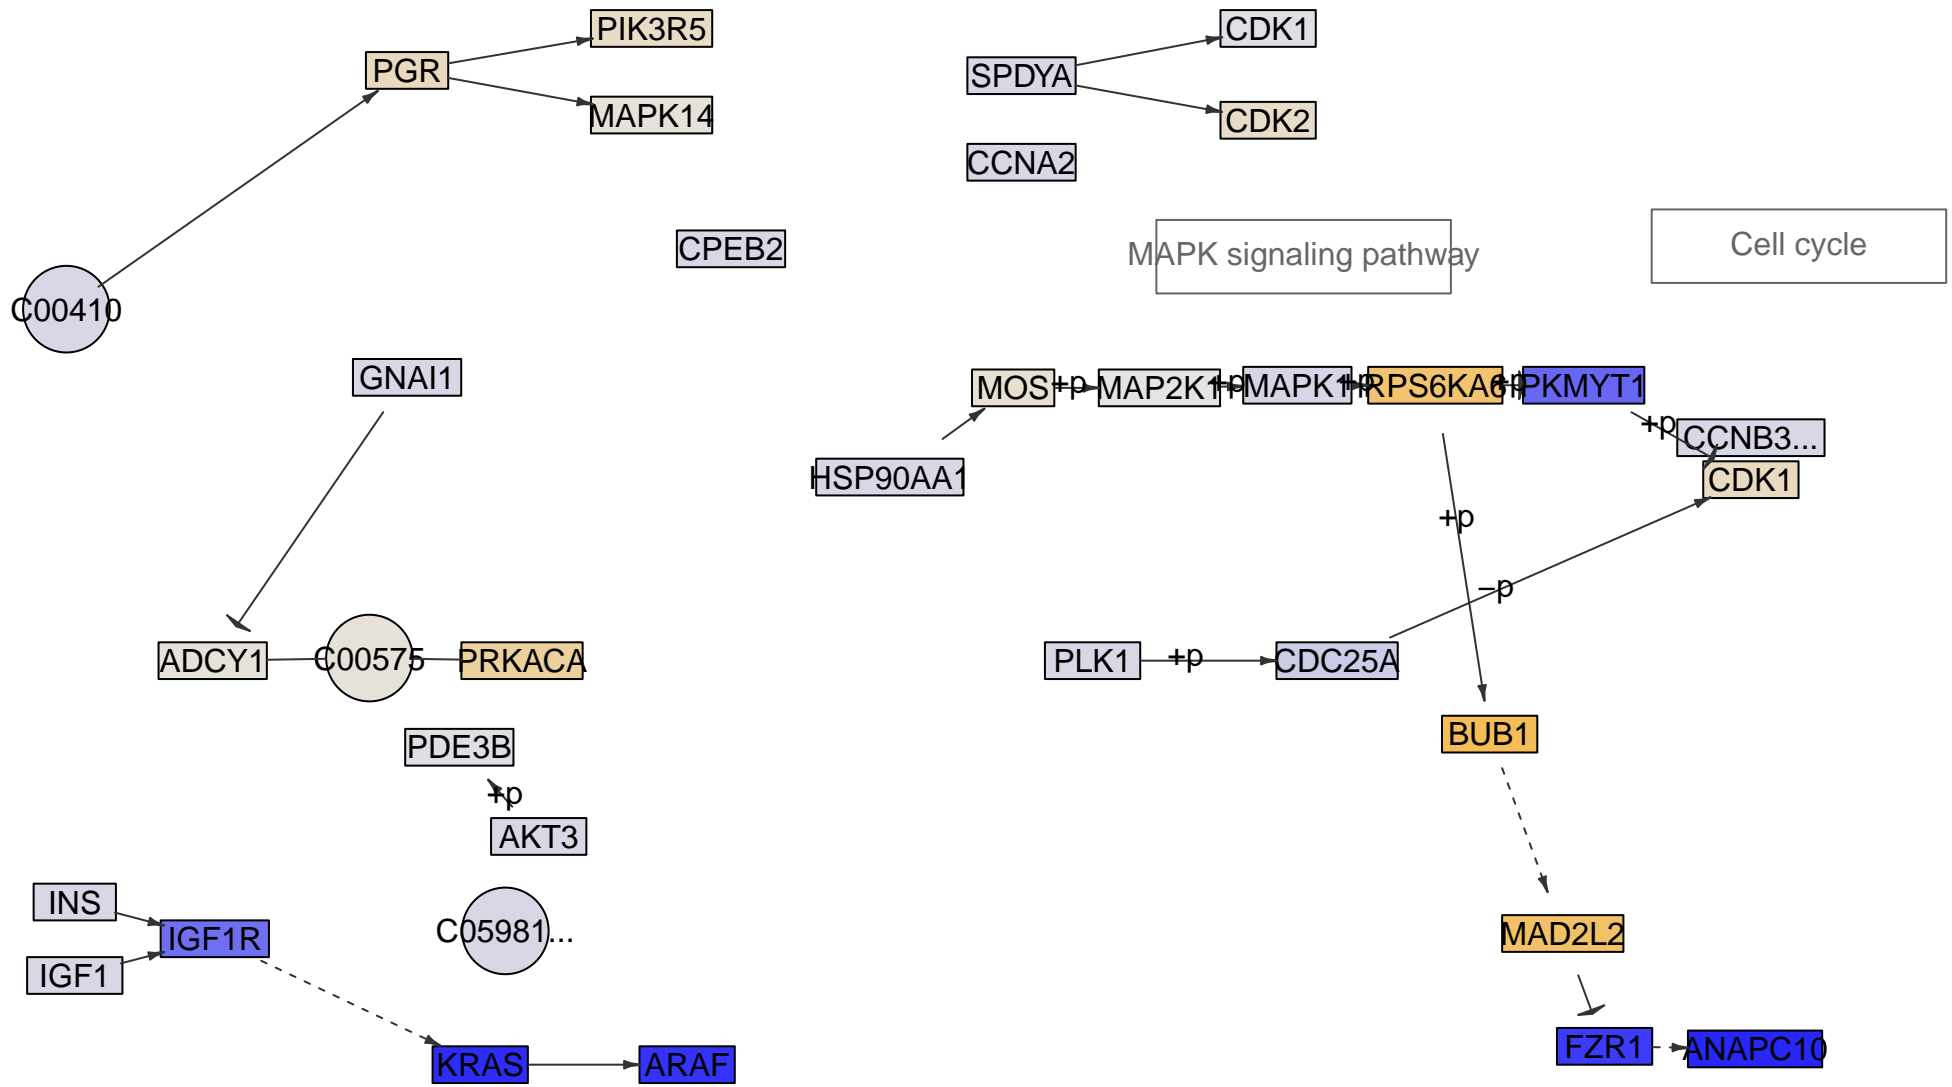 PIK3R5
CDK1
PGR
SPDYA
MAPK14
CDK2
CCNA2
CPEB2
MAPK signaling pathway
Cell cycle
C00410
GNAI1
MOS
+p
MAP2K1
+p
MAPK1
+p
RPS6KA6
+p
PKMYT1
+p
CCNB3...
HSP90AA1
CDK1
+p
−p
ADCY1
C00575
PRKACA
PLK1
+p
CDC25A
PDE3B
BUB1
+p
AKT3
INS
IGF1R
C05981...
MAD2L2
IGF1
KRAS
ARAF
FZR1
ANAPC10